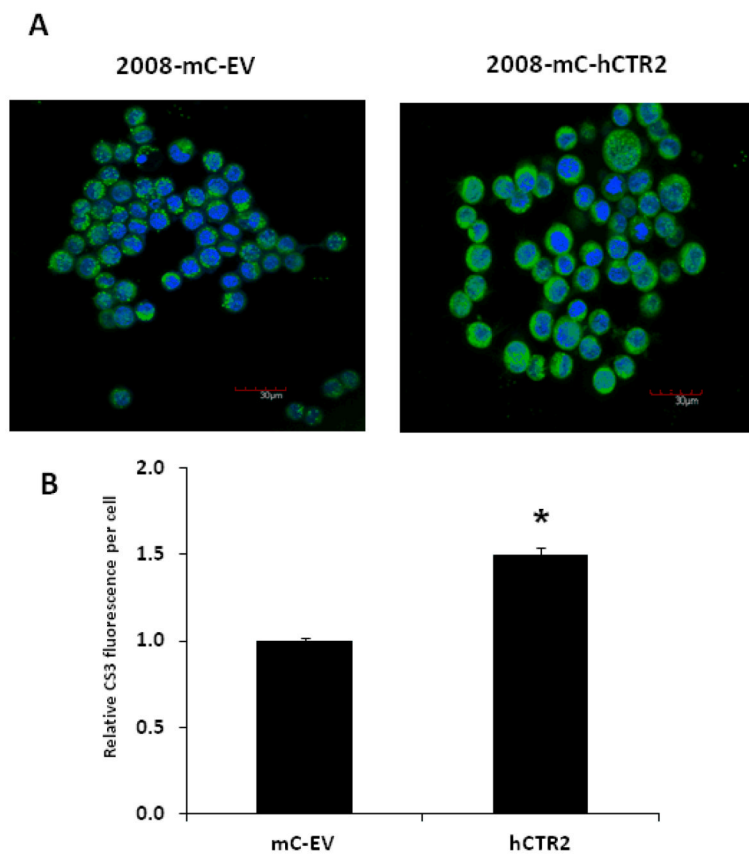 A
2008-mC-EV
2008-mC-hCTR2
30µm
30µm
B
Relative CS3 fluorescence per cell
2.0
1.5
1.0
0.5
0.0
*
mC-EV
hCTR2